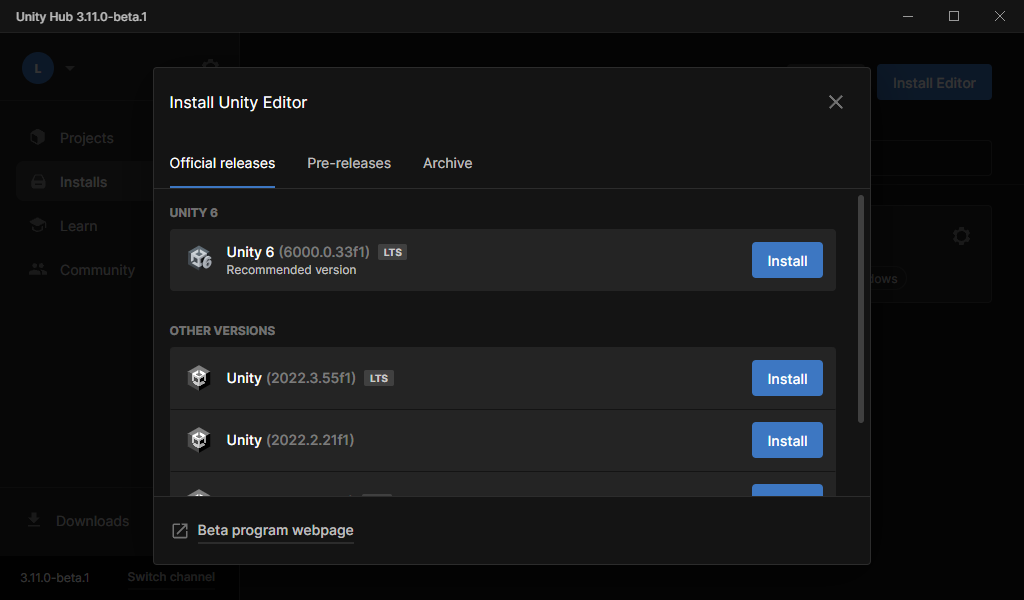 Unity Hub 3.11.0-beta.1
L
Install Editor
Projects
Installs
Learn
Community
Downloads
3.11.0-beta.1 Switch channel
Install Unity Editor
Official releases Pre-releases Archive
UNITY 6
Unity 6 (6000.0.33f1) LTS
Recommended version
Install
OTHER VERSIONS
Unity (2022.3.55f1) LTS
Install
Unity (2022.2.21f1)
Install
Beta program webpage